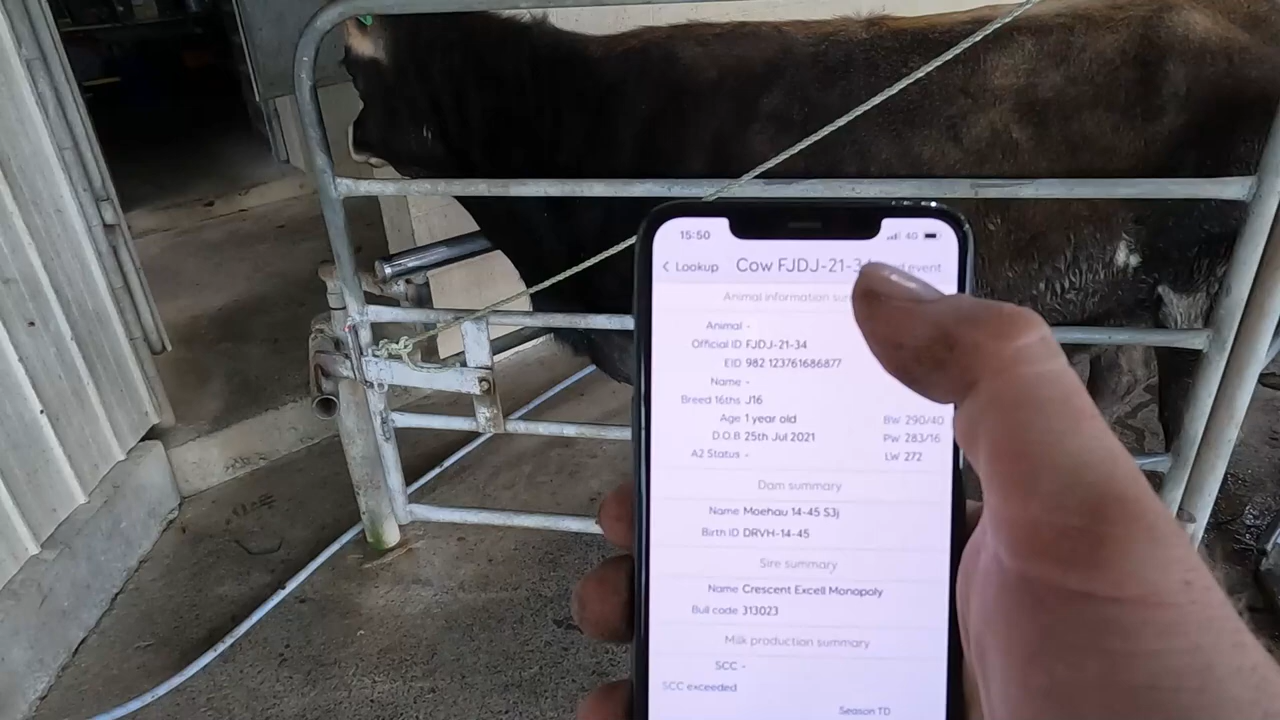 15:50 4G
Lookup Cow FJDJ-21-3 event
Animal information
Animal -
Official ID FJDJ-21-34
EID 982 123761686877
Name -
Breed 16ths J16
Age 1 year old BW 290/40
D.O.B 25th Jul 2021 PW 283/16
A2 Status - LW 272
Dam summary
Name Moehau 14-45 S3j
Birth ID DRVH-14-45
Sire summary
Name Crescent Excell Monopoly
Bull code 313023
Milk production summary
SCC -
SCC exceeded
Season TD